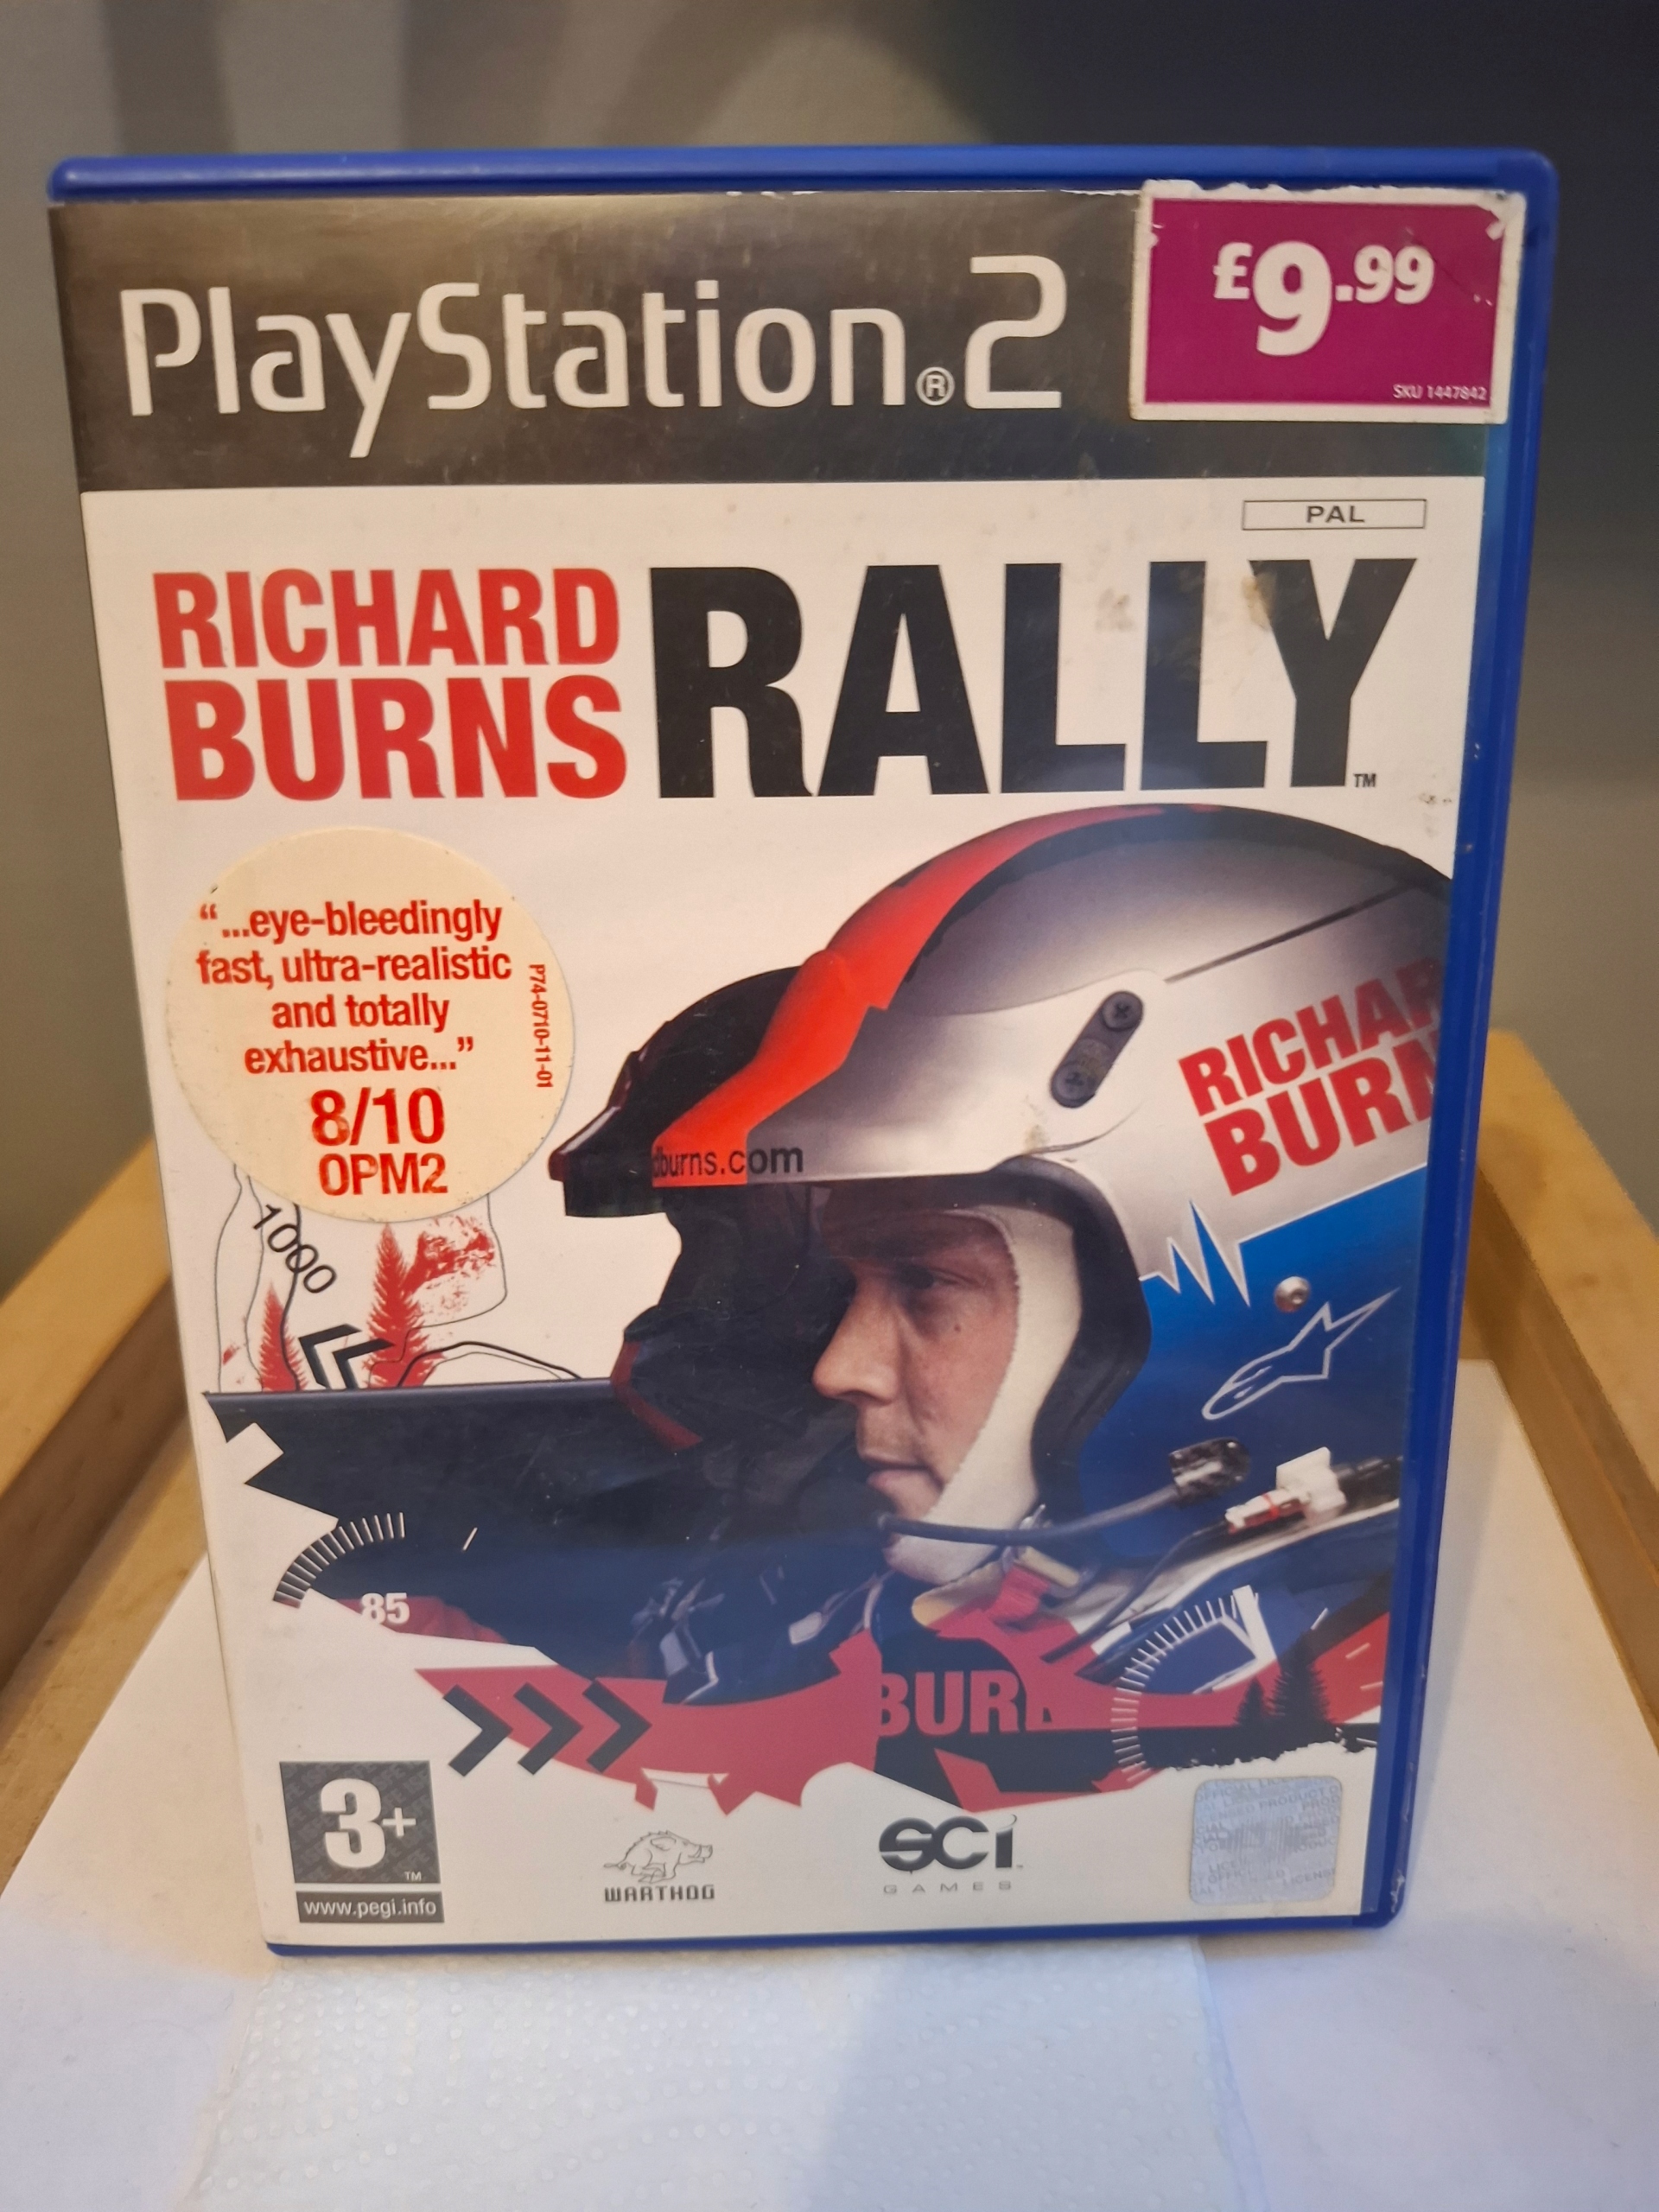 PlayStation®2
£9.99
SKU 1447842
PAL
RICHARD
BURNS
RALLY™
“...eye-bleedingly
fast, ultra-realistic
and totally
exhaustive...”
8/10
OPM2
P74-0710-11-01
dburns.com
RICHAR
BURN
1000
85
BUR
3+™
www.pegi.info
WARTHOG
SCi
GAMES